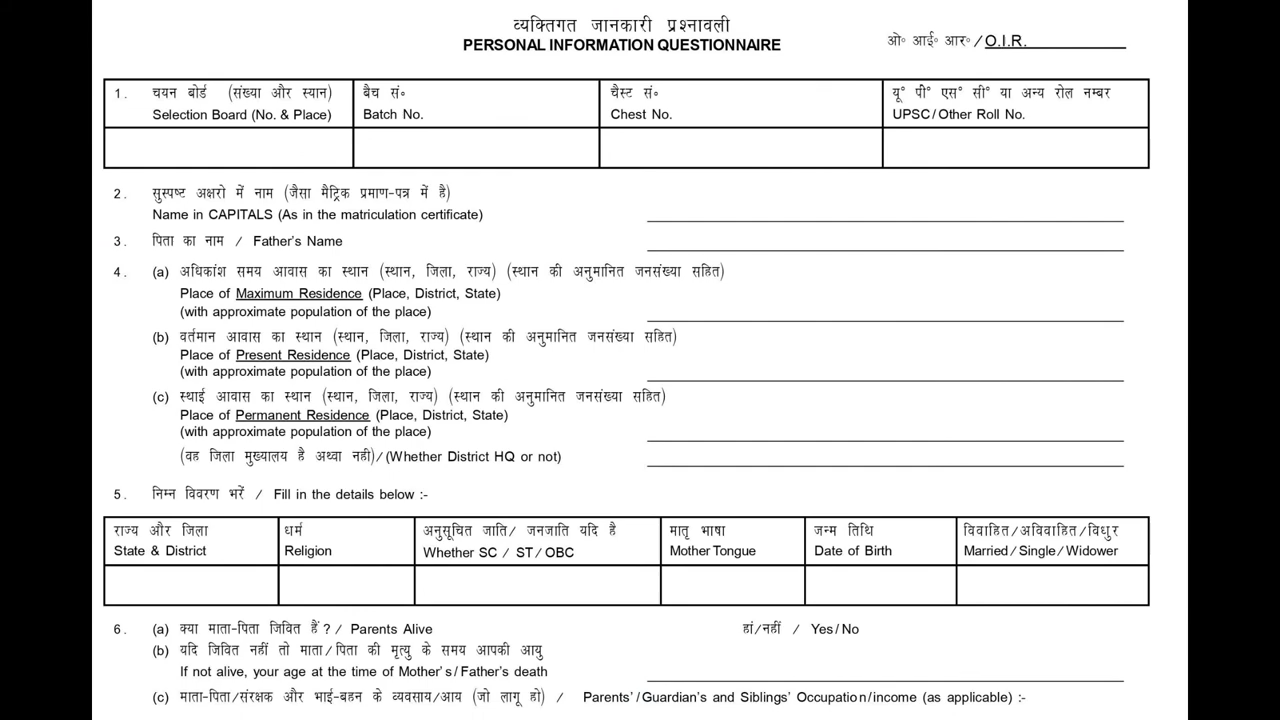 व्यक्तिगत जानकारी प्रश्नावली
PERSONAL INFORMATION QUESTIONNAIRE
ओ॰ आई॰ आर॰ / O.I.R.
1. चयन बोर्ड (संख्या और स्थान) बैच सं॰ चैस्ट सं॰ यू॰ पी॰ एस॰ सी॰ या अन्य रोल नम्बर
Selection Board (No. & Place) Batch No. Chest No. UPSC/Other Roll No.
2. सुस्पष्ट अक्षरो में नाम (जैसा मैट्रिक प्रमाण-पत्र में है)
Name in CAPITALS (As in the matriculation certificate)
3. पिता का नाम / Father's Name
4. (a) अधिकांश समय आवास का स्थान (स्थान, जिला, राज्य) (स्थान की अनुमानित जनसंख्या सहित)
Place of Maximum Residence (Place, District, State)
(with approximate population of the place)
(b) वर्तमान आवास का स्थान (स्थान, जिला, राज्य) (स्थान की अनुमानित जनसंख्या सहित)
Place of Present Residence (Place, District, State)
(with approximate population of the place)
(c) स्थाई आवास का स्थान (स्थान, जिला, राज्य) (स्थान की अनुमानित जनसंख्या सहित)
Place of Permanent Residence (Place, District, State)
(with approximate population of the place)
(वह जिला मुख्यालय है अथ्वा नही)/(Whether District HQ or not)
5. निम्न विवरण भरें / Fill in the details below :-
राज्य और जिला धर्म अनुसूचित जाति/ जनजाति यदि है मातृ भाषा जन्म तिथि विवाहित/अविवाहित/विधुर
State & District Religion Whether SC / ST/OBC Mother Tongue Date of Birth Married/Single/Widower
6. (a) क्या माता-पिता जिवित हैं ? / Parents Alive हां/नहीं / Yes/No
(b) यदि जिवित नहीं तो माता/पिता की मृत्यु के समय आपकी आयु
If not alive, your age at the time of Mother's/Father's death
(c) माता-पिता/संरक्षक और भाई-बहन के व्यवसाय/आय (जो लागू हो) / Parents'/Guardian's and Siblings' Occupation/income (as applicable) :-